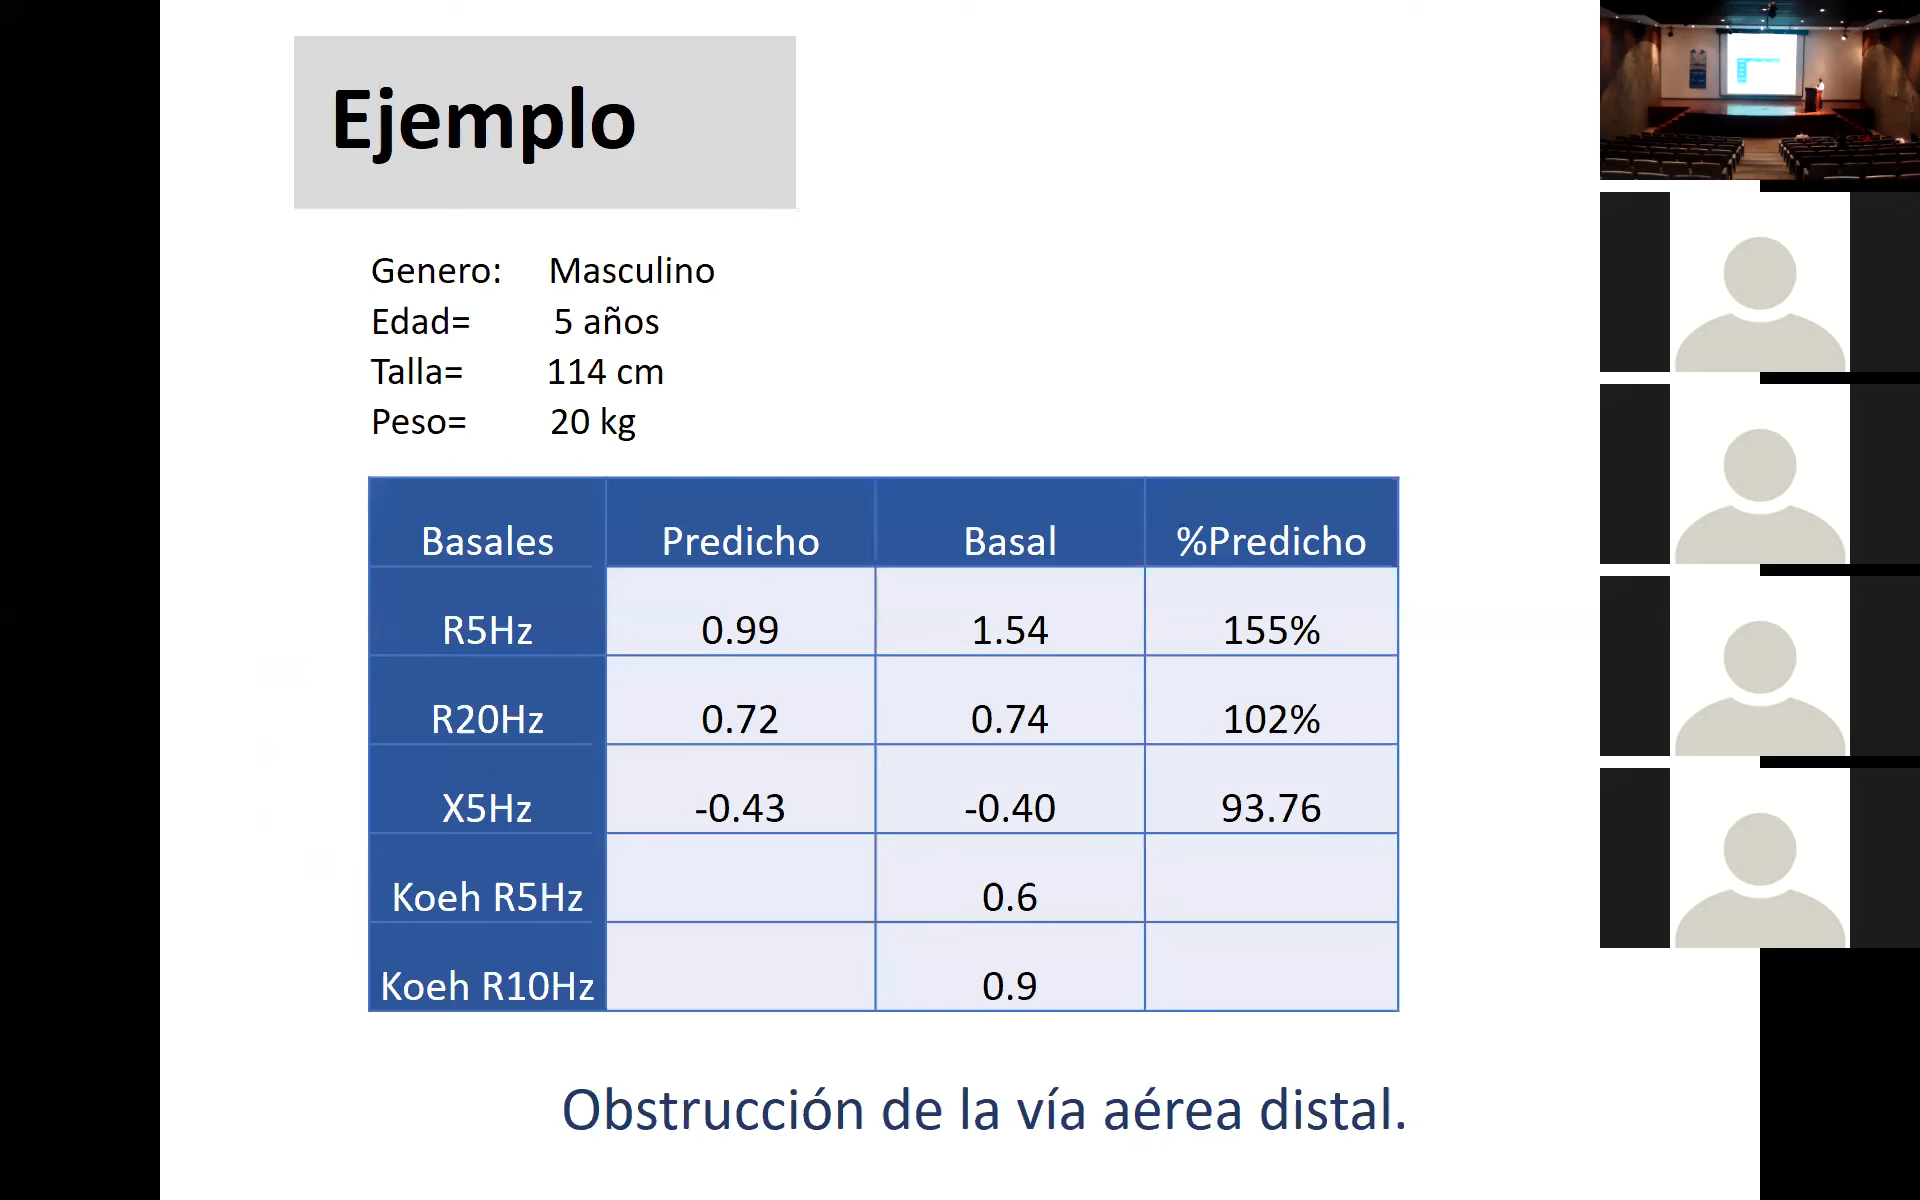 Ejemplo
Genero: Masculino
Edad= 5 años
Talla= 114 cm
Peso= 20 kg
Basales Predicho Basal %Predicho
R5Hz 0.99 1.54 155%
R20Hz 0.72 0.74 102%
X5Hz -0.43 -0.40 93.76
Koeh R5Hz 0.6
Koeh R10Hz 0.9
Obstrucción de la vía aérea distal.